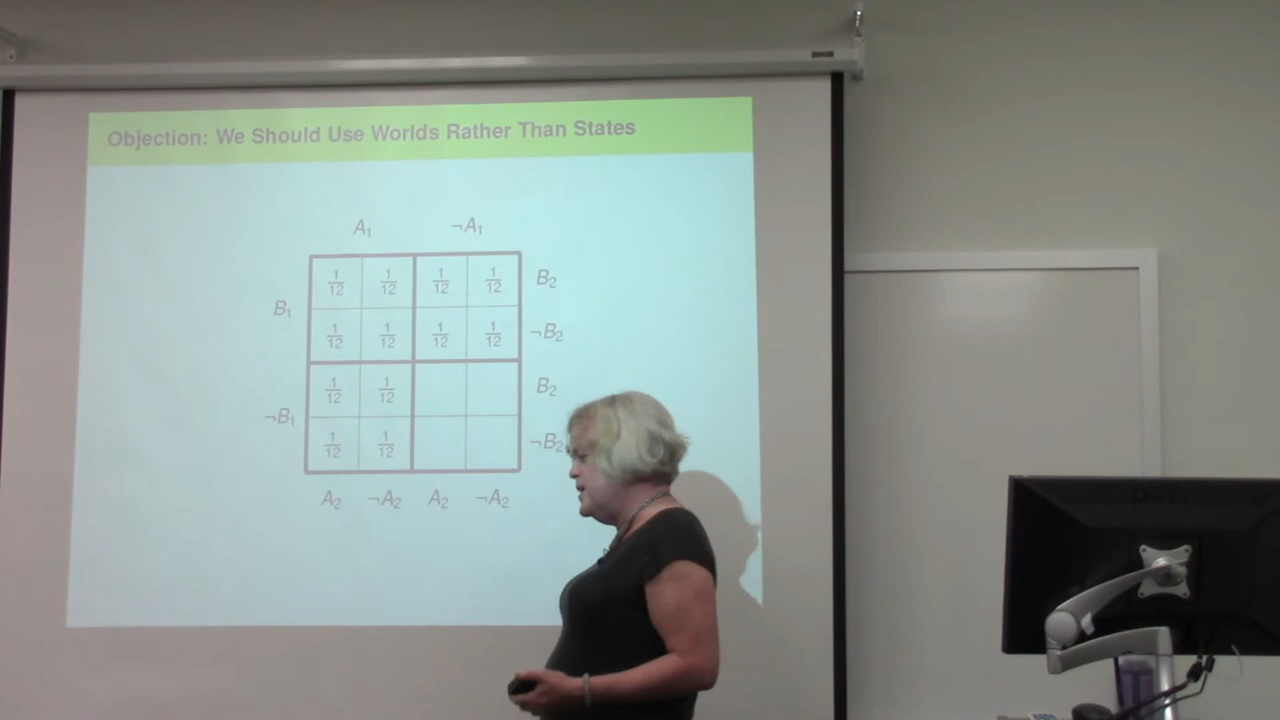 Objection: We Should Use Worlds Rather Than States
A₁ ¬A₁
1/12 1/12 1/12 1/12 B₂
B₁
1/12 1/12 1/12 1/12 ¬B₂
1/12 1/12 B₂
¬B₁
1/12 1/12 ¬B₂
A₂ ¬A₂ A₂ ¬A₂